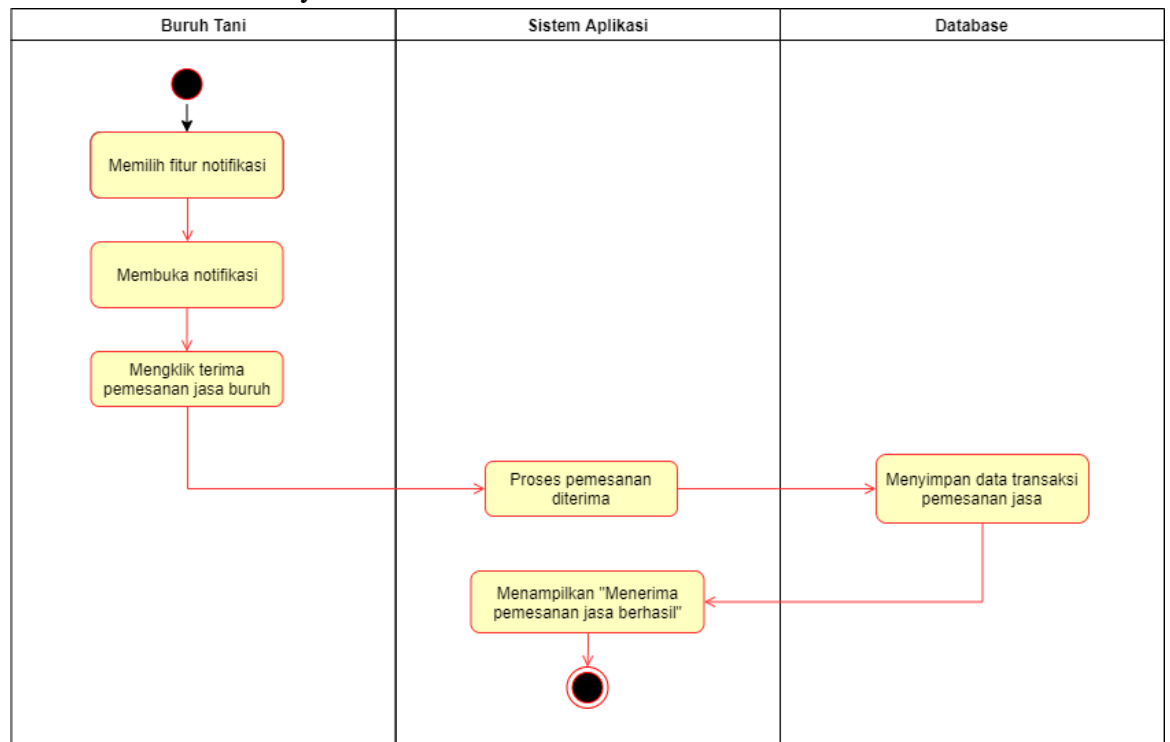 Buruh Tani
Sistem Aplikasi
Database
Memilih fitur notifikasi
Membuka notifikasi
Mengklik terima
pemesanan jasa buruh
Proses pemesanan
diterima
Menyimpan data transaksi
pemesanan jasa
Menampilkan "Menerima
pemesanan jasa berhasil"